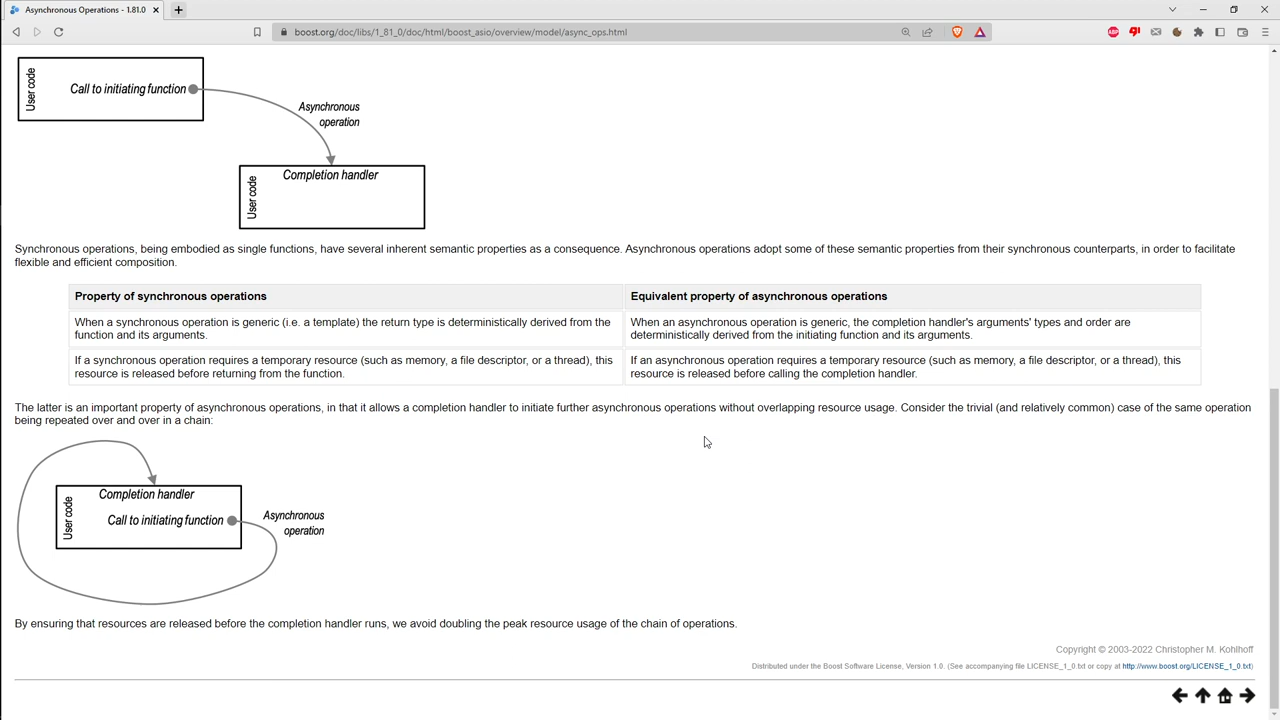 Asynchronous Operations - 1.81.0
boost.org/doc/libs/1_81_0/doc/html/boost_asio/overview/model/async_ops.html
ABP
User code
Call to initiating function
Asynchronous
operation
User code
Completion handler
Synchronous operations, being embodied as single functions, have several inherent semantic properties as a consequence. Asynchronous operations adopt some of these semantic properties from their synchronous counterparts, in order to facilitate
flexible and efficient composition.
Property of synchronous operations
Equivalent property of asynchronous operations
When a synchronous operation is generic (i.e. a template) the return type is deterministically derived from the
function and its arguments.
When an asynchronous operation is generic, the completion handler's arguments' types and order are
deterministically derived from the initiating function and its arguments.
If a synchronous operation requires a temporary resource (such as memory, a file descriptor, or a thread), this
resource is released before returning from the function.
If an asynchronous operation requires a temporary resource (such as memory, a file descriptor, or a thread), this
resource is released before calling the completion handler.
The latter is an important property of asynchronous operations, in that it allows a completion handler to initiate further asynchronous operations without overlapping resource usage. Consider the trivial (and relatively common) case of the same operation
being repeated over and over in a chain:
User code
Completion handler
Call to initiating function
Asynchronous
operation
By ensuring that resources are released before the completion handler runs, we avoid doubling the peak resource usage of the chain of operations.
Copyright © 2003-2022 Christopher M. Kohlhoff
Distributed under the Boost Software License, Version 1.0. (See accompanying file LICENSE_1_0.txt or copy at http://www.boost.org/LICENSE_1_0.txt)